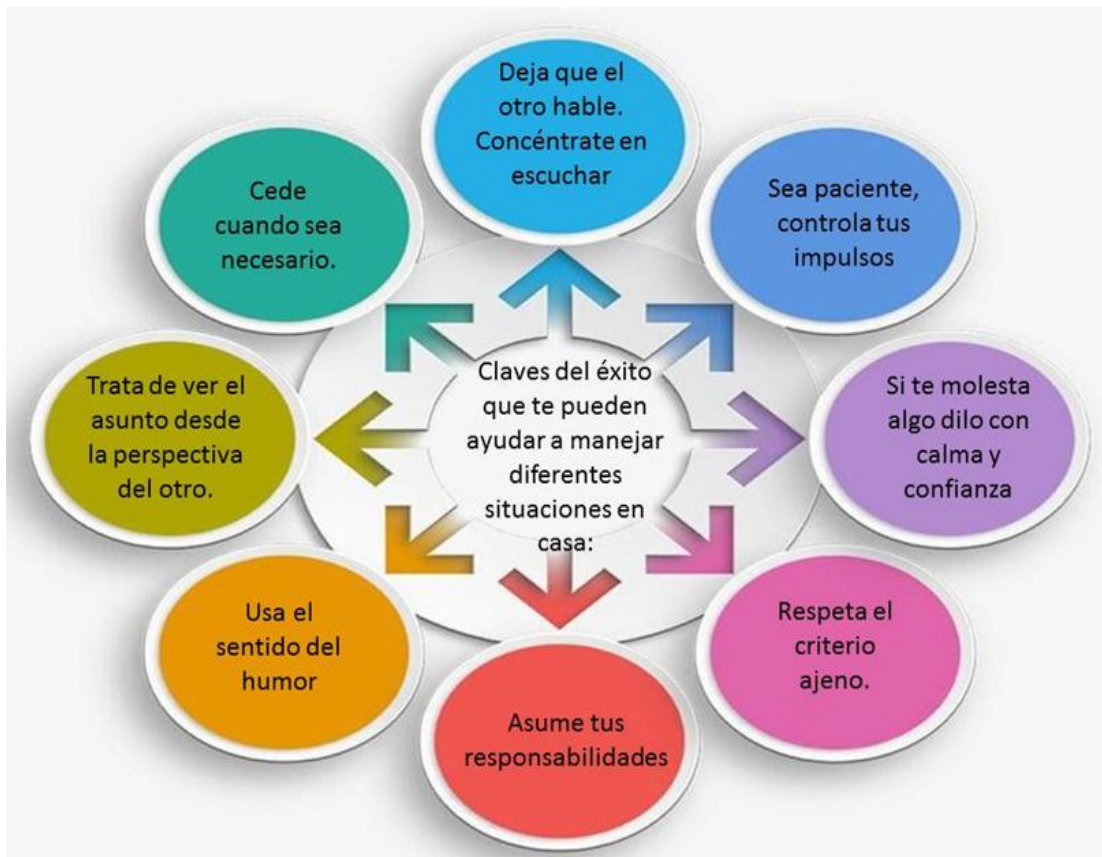 Deja que el
otro hable.
Concéntrate en
escuchar
Sea paciente,
controla tus
impulsos
Si te molesta
algo dilo con
calma y
confianza
Respeta el
criterio
ajeno.
Asume tus
responsabilidades
Usa el
sentido del
humor
Trata de ver el
asunto desde
la perspectiva
del otro.
Cede
cuando sea
necesario.
Claves del éxito
que te pueden
ayudar a manejar
diferentes
situaciones en
casa: